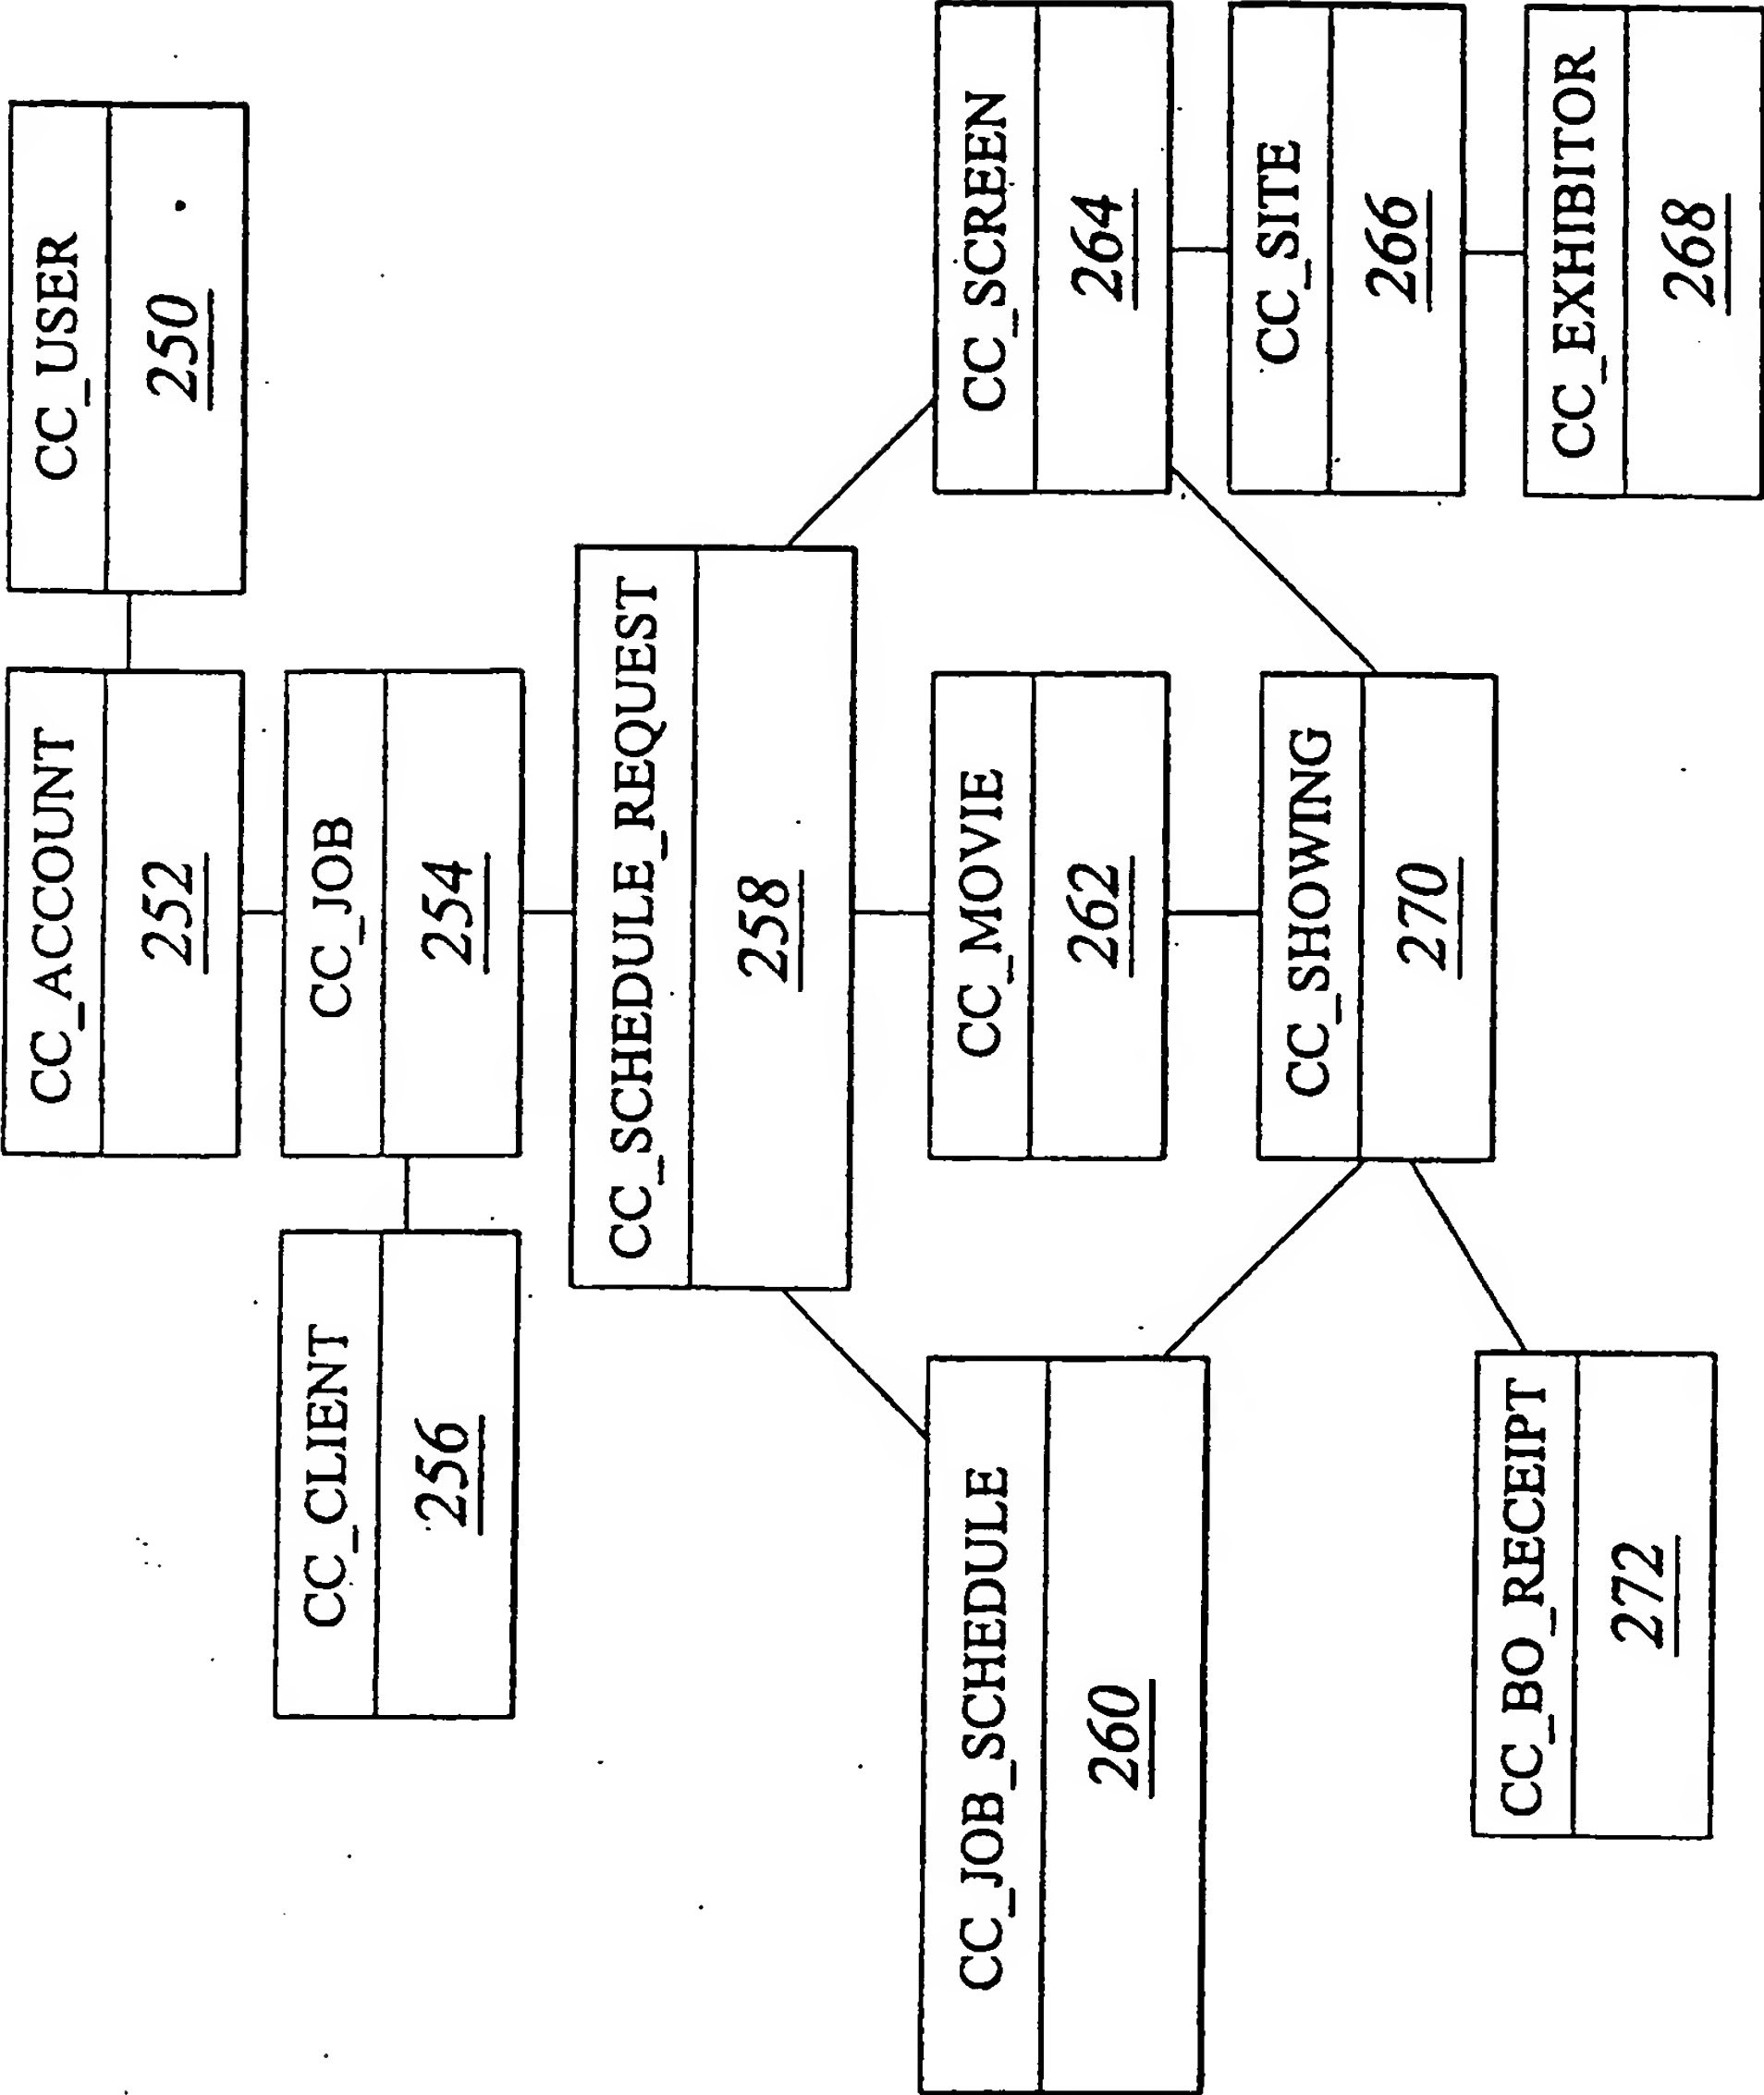 CC_USER
250
CC_ACCOUNT
252
CC_JOB
254
CC_CLIENT
256
CC_SCHEDULE_REQUEST
258
CC_SCREEN
264
CC_MOVIE
262
CC_JOB_SCHEDULE
260
CC_SITE
266
CC_SHOWING
270
CC_EXHIBITOR
268
CC_BO_RECEIPT
272